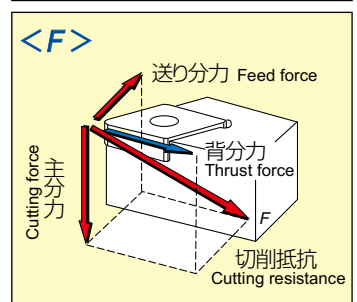 <F>
送り分力 Feed force
背分力
Thrust force
主分力
Cutting force
F
切削抵抗
Cutting resistance